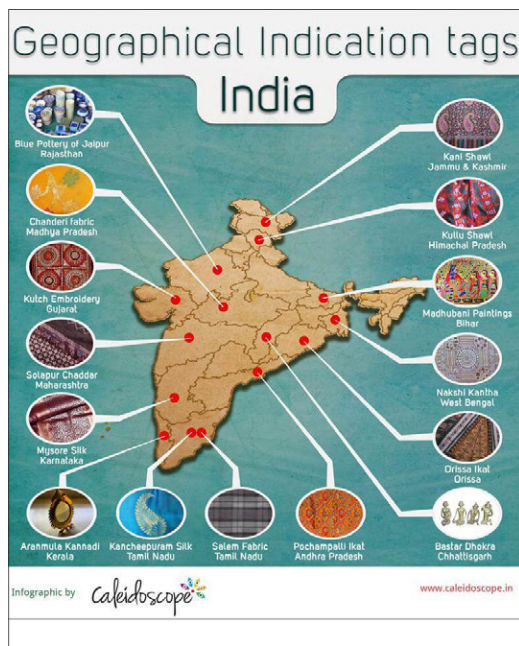 Geographical Indication tags
India
Blue Pottery of Jaipur
Rajasthan
Chanderi fabric
Madhya Pradesh
Kutch Embroidery
Gujarat
Solapur Chaddar
Maharashtra
Mysore Silk
Karnataka
Aranmula Kannadi
Kerala
Kancheepuram Silk
Tamil Nadu
Salem Fabric
Tamil Nadu
Pochampalli Ikat
Andhra Pradesh
Kani Shawl
Jammu & Kashmir
Kullu Shawl
Himachal Pradesh
Madhubani Paintings
Bihar
Nakshi Kantha
West Bengal
Orissa Ikat
Orissa
Bastar Dhokra
Chhattisgarh
Infographic by
Caleidoscope
www.caleidoscope.in